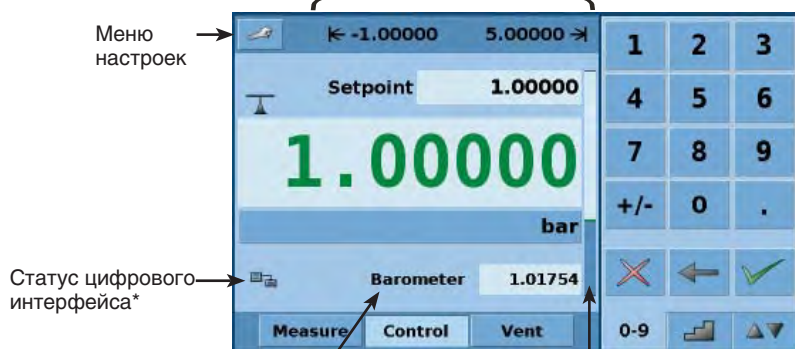 Меню
настроек
-1.00000 5.00000
Setpoint 1.00000
1.00000
bar
Статус цифрового
интерфейса*
Barometer 1.01754
Measure Control Vent
1 2 3
4 5 6
7 8 9
+/- 0 .
0-9